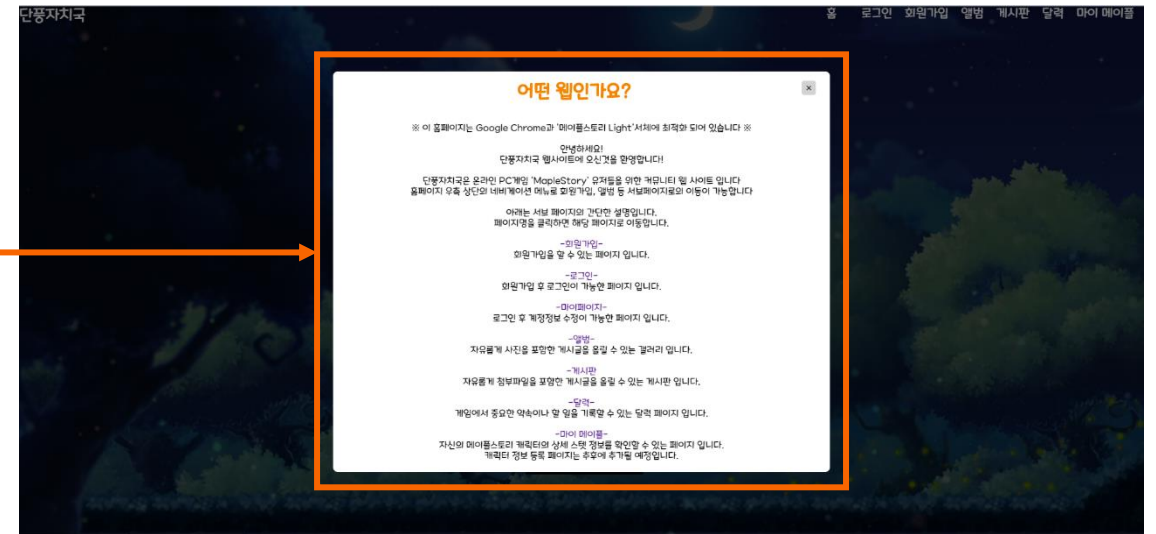 단풍자치국
홈 로그인 회원가입 앨범 게시판 달력 마이 메이플
어떤 웹인가요?
×
※ 이 홈페이지는 Google Chrome과 '메이플스토리 Light'서체에 최적화 되어 있습니다 ※
안녕하세요!
단풍자치국 웹사이트에 오신것을 환영합니다!
단풍자치국은 온라인 PC게임 'MapleStory' 유저들을 위한 커뮤니티 웹 사이트 입니다
홈페이지 우측 상단의 네비게이션 메뉴로 회원가입, 앨범 등 서브페이지로의 이동이 가능합니다
아래는 서브 페이지의 간단한 설명입니다.
페이지명을 클릭하면 해당 페이지로 이동합니다.
-회원가입-
회원가입을 할 수 있는 페이지 입니다.
-로그인-
회원가입 후 로그인이 가능한 페이지 입니다.
-마이페이지-
로그인 후 계정정보 수정이 가능한 페이지 입니다.
-앨범-
자유롭게 사진을 포함한 게시글을 올릴 수 있는 갤러리 입니다.
-게시판
자유롭게 첨부파일을 포함한 게시글을 올릴 수 있는 게시판 입니다.
-달력-
게임에서 중요한 약속이나 할 일을 기록할 수 있는 달력 페이지 입니다.
-마이 메이플-
자신의 메이플스토리 캐릭터의 상세 스텟 정보를 확인할 수 있는 페이지 입니다.
캐릭터 정보 등록 페이지는 추후에 추가될 예정입니다.